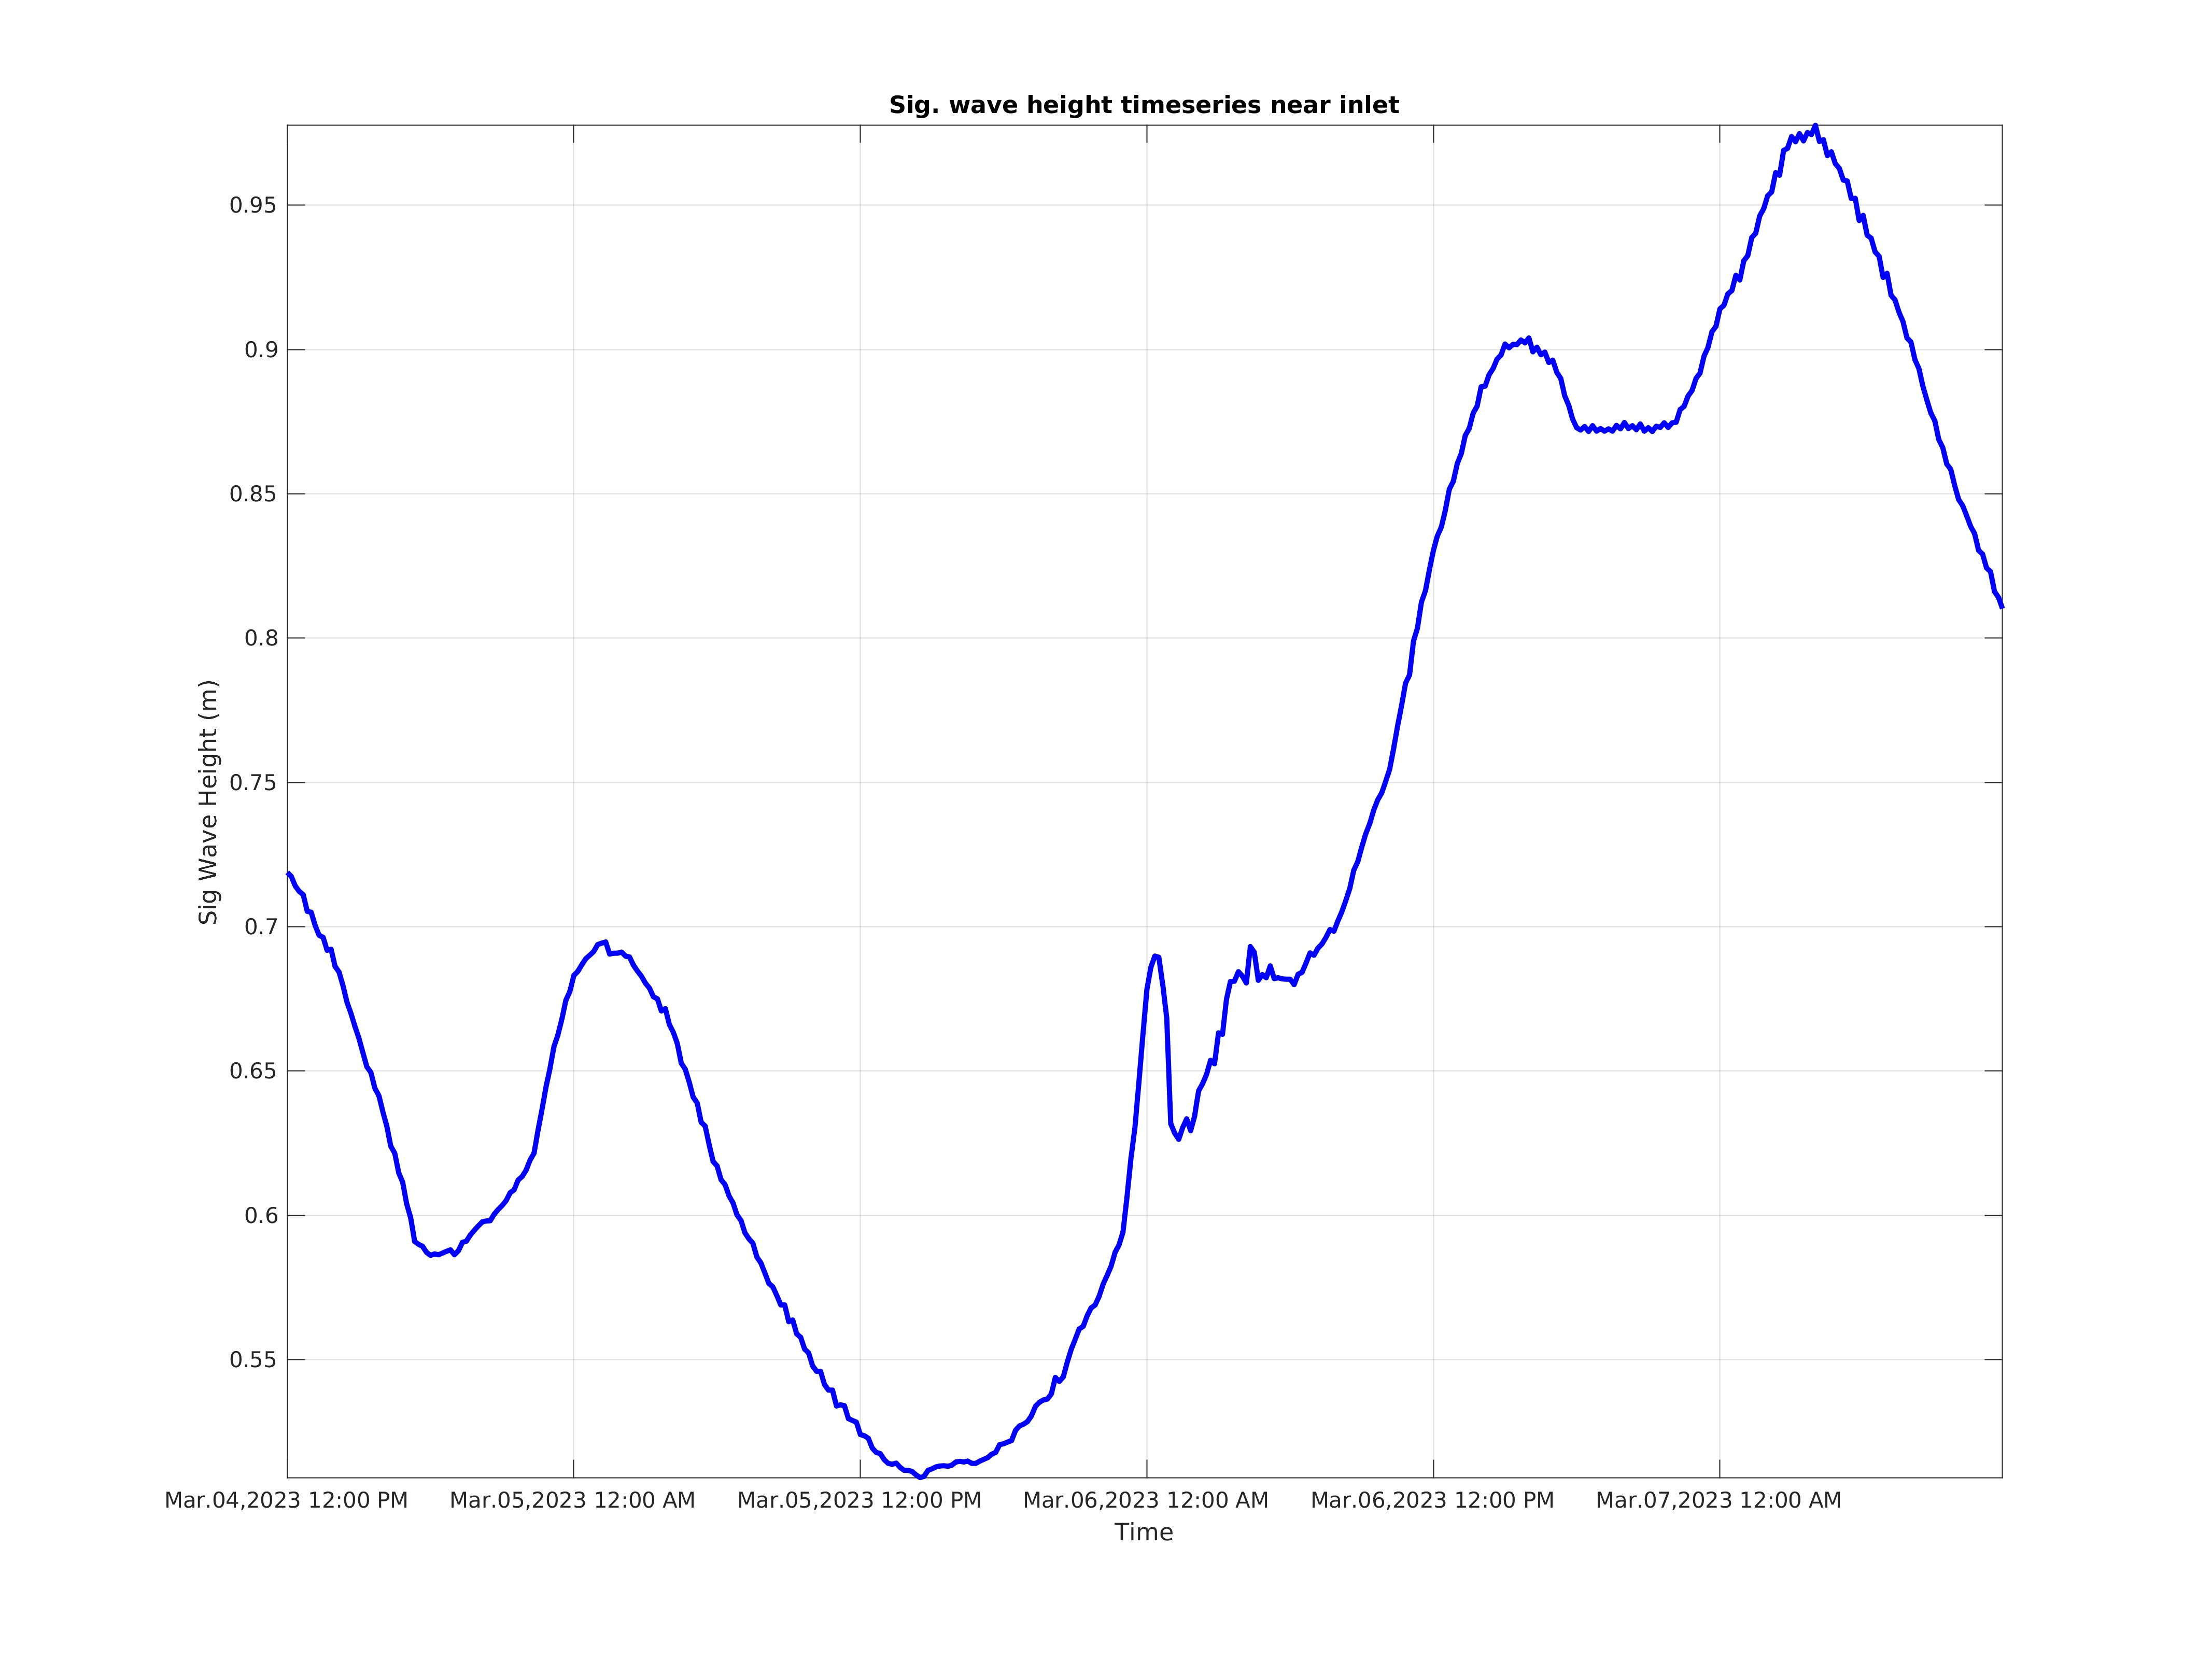 Sig. wave height timeseries near inlet
Sig Wave Height (m)
0.95
0.9
0.85
0.8
0.75
0.7
0.65
0.6
0.55
Mar.04,2023 12:00 PM Mar.05,2023 12:00 AM Mar.05,2023 12:00 PM Mar.06,2023 12:00 AM Mar.06,2023 12:00 PM Mar.07,2023 12:00 AM
Time